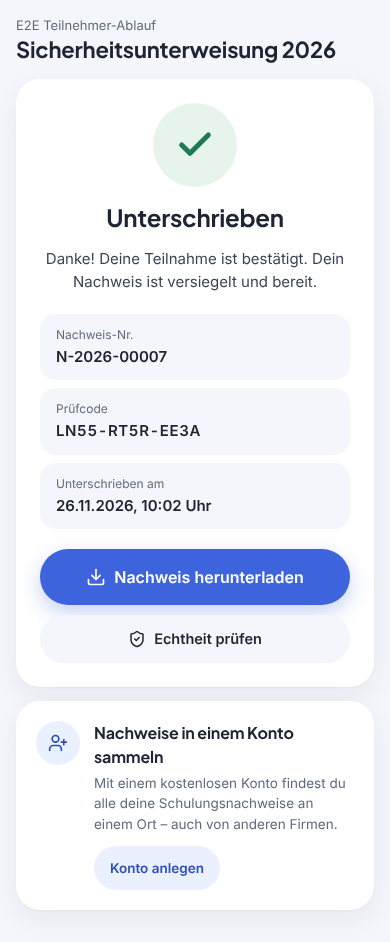 E2E Teilnehmer-Ablauf
Sicherheitsunterweisung 2026
Unterschrieben
Danke! Deine Teilnahme ist bestätigt. Dein
Nachweis ist versiegelt und bereit.
Nachweis-Nr.
N-2026-00007
Prüfcode
LN55-RT5R-EE3A
Unterschrieben am
26.11.2026, 10:02 Uhr
Nachweis herunterladen
Echtheit prüfen
Nachweise in einem Konto
sammeln
Mit einem kostenlosen Konto findest du
alle deine Schulungsnachweise an
einem Ort – auch von anderen Firmen.
Konto anlegen